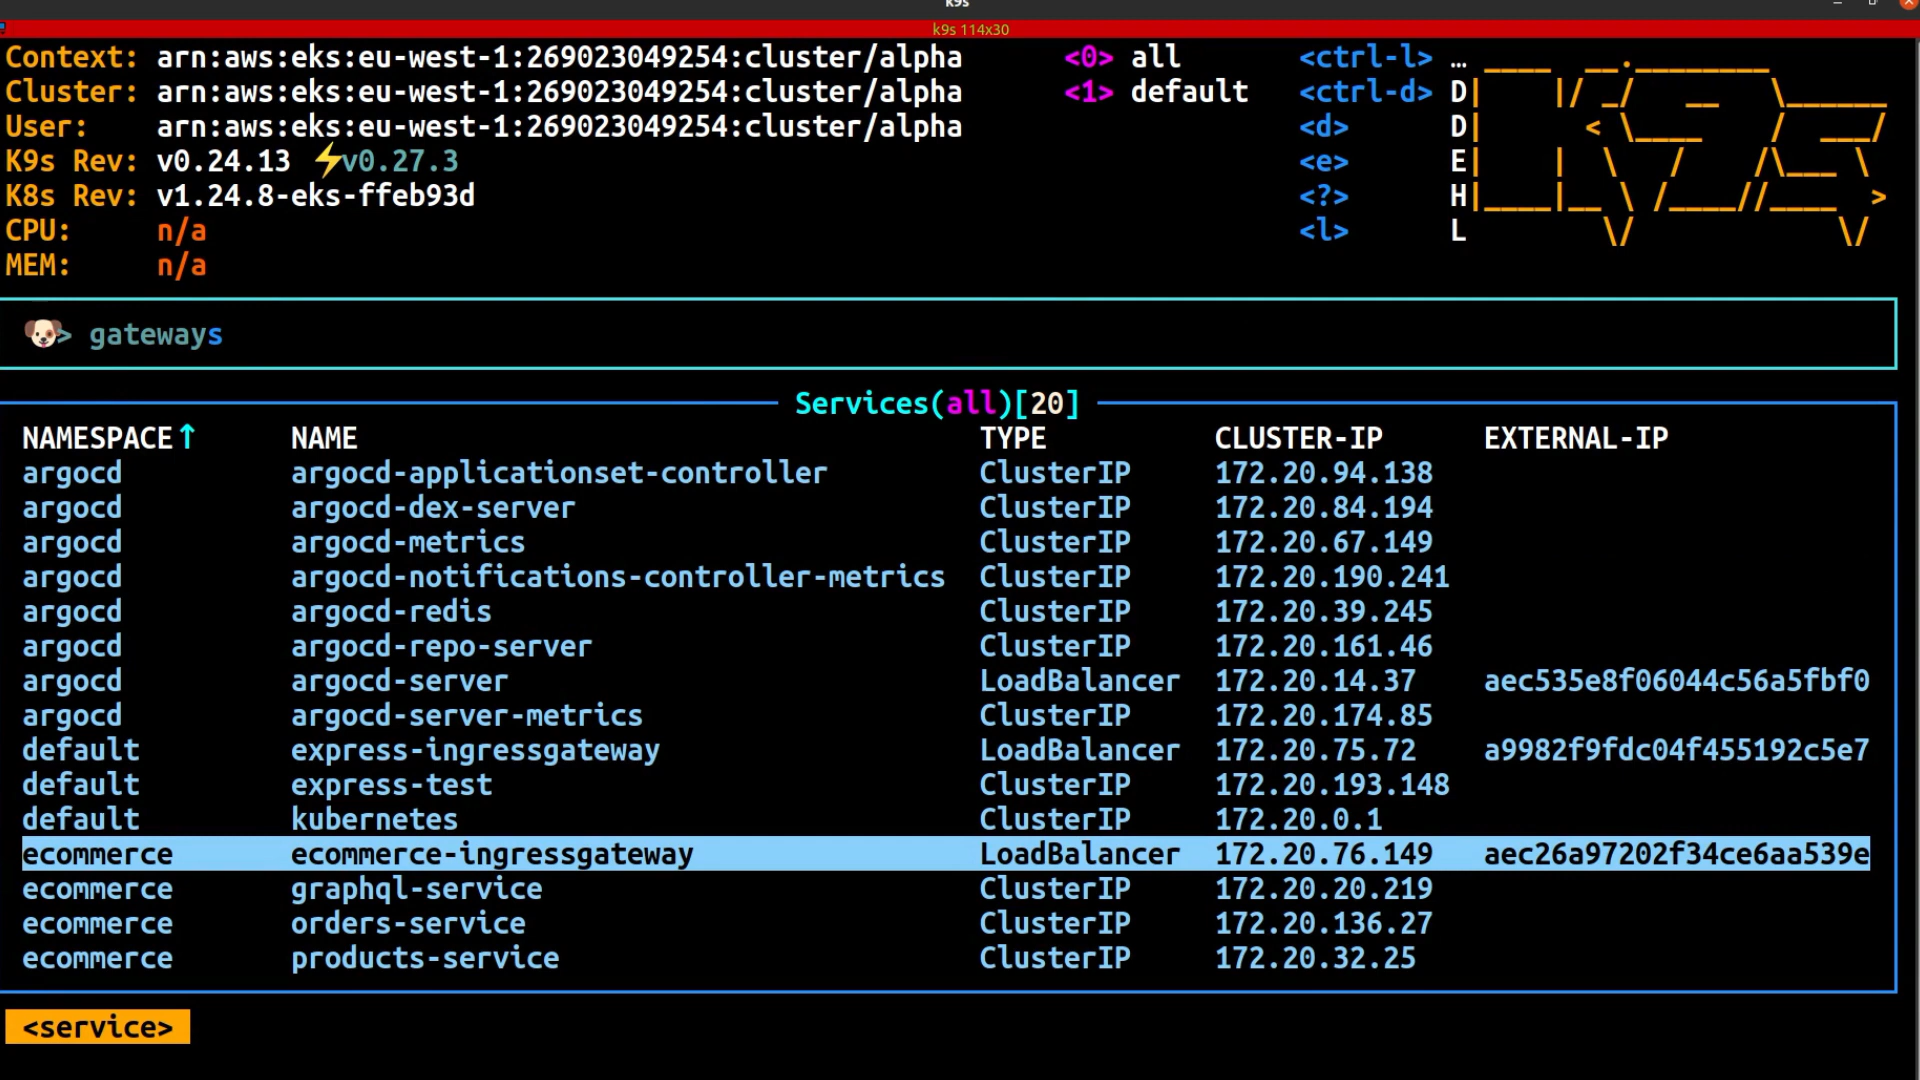 k9s
k9s 114x30
Context: arn:aws:eks:eu-west-1:269023049254:cluster/alpha <0> all <ctrl-l> …
Cluster: arn:aws:eks:eu-west-1:269023049254:cluster/alpha <1> default <ctrl-d> D
User: arn:aws:eks:eu-west-1:269023049254:cluster/alpha <d> D
K9s Rev: v0.24.13 ⚡v0.27.3 <e> E
K8s Rev: v1.24.8-eks-ffeb93d <?> H
CPU: n/a <l> L
MEM: n/a
🐶> gateways
Services(all)[20]
NAMESPACE↑ NAME TYPE CLUSTER-IP EXTERNAL-IP
argocd argocd-applicationset-controller ClusterIP 172.20.94.138
argocd argocd-dex-server ClusterIP 172.20.84.194
argocd argocd-metrics ClusterIP 172.20.67.149
argocd argocd-notifications-controller-metrics ClusterIP 172.20.190.241
argocd argocd-redis ClusterIP 172.20.39.245
argocd argocd-repo-server ClusterIP 172.20.161.46
argocd argocd-server LoadBalancer 172.20.14.37 aec535e8f06044c56a5fbf0
argocd argocd-server-metrics ClusterIP 172.20.174.85
default express-ingressgateway LoadBalancer 172.20.75.72 a9982f9fdc04f455192c5e7
default express-test ClusterIP 172.20.193.148
default kubernetes ClusterIP 172.20.0.1
ecommerce ecommerce-ingressgateway LoadBalancer 172.20.76.149 aec26a97202f34ce6aa539e
ecommerce graphql-service ClusterIP 172.20.20.219
ecommerce orders-service ClusterIP 172.20.136.27
ecommerce products-service ClusterIP 172.20.32.25
<service>